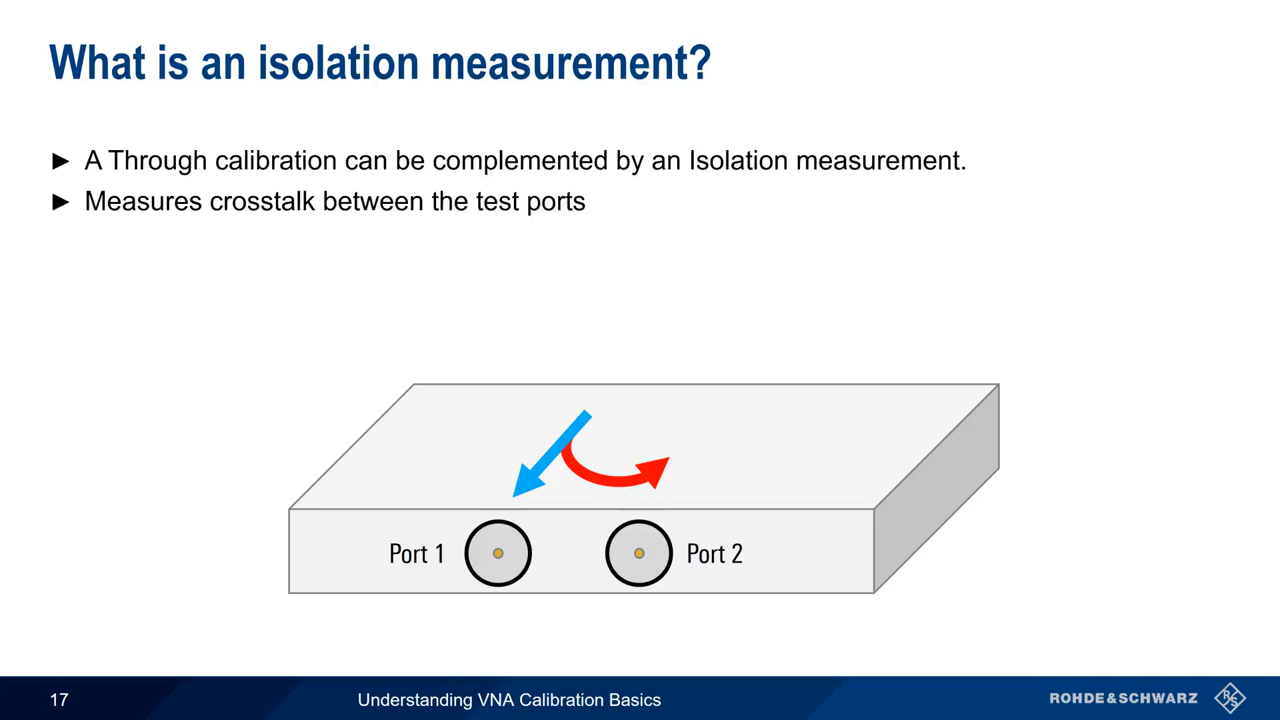 What is an isolation measurement?
► A Through calibration can be complemented by an Isolation measurement.
► Measures crosstalk between the test ports
Port 1
Port 2
17
Understanding VNA Calibration Basics
ROHDE & SCHWARZ
R S